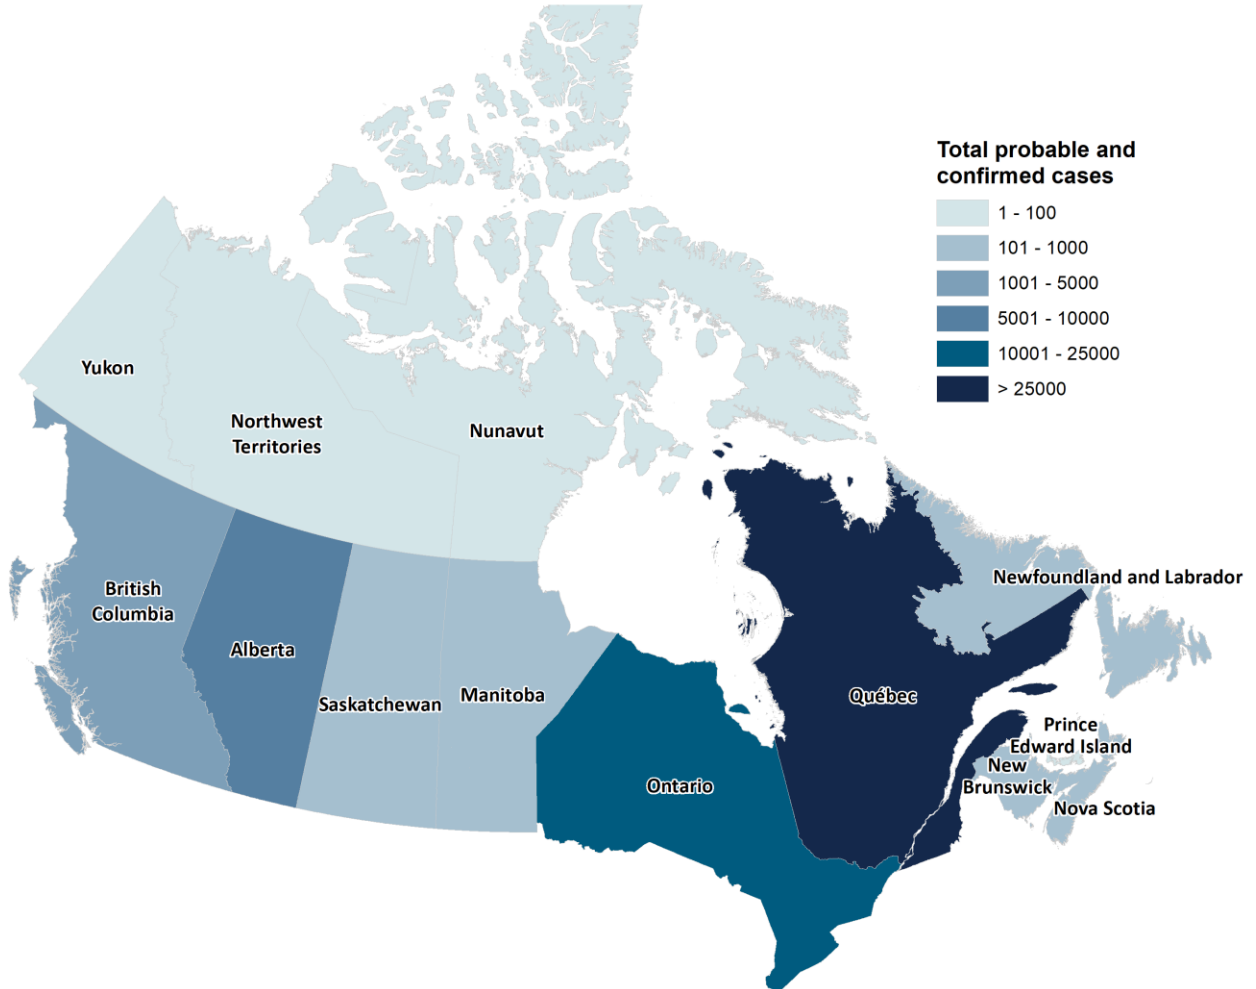 Total probable and
confirmed cases
1 - 100
101 - 1000
1001 - 5000
5001 - 10000
10001 - 25000
> 25000
Yukon
Northwest
Territories
Nunavut
British
Columbia
Alberta
Saskatchewan
Manitoba
Ontario
Québec
Newfoundland and Labrador
Prince
Edward Island
New
Brunswick
Nova Scotia